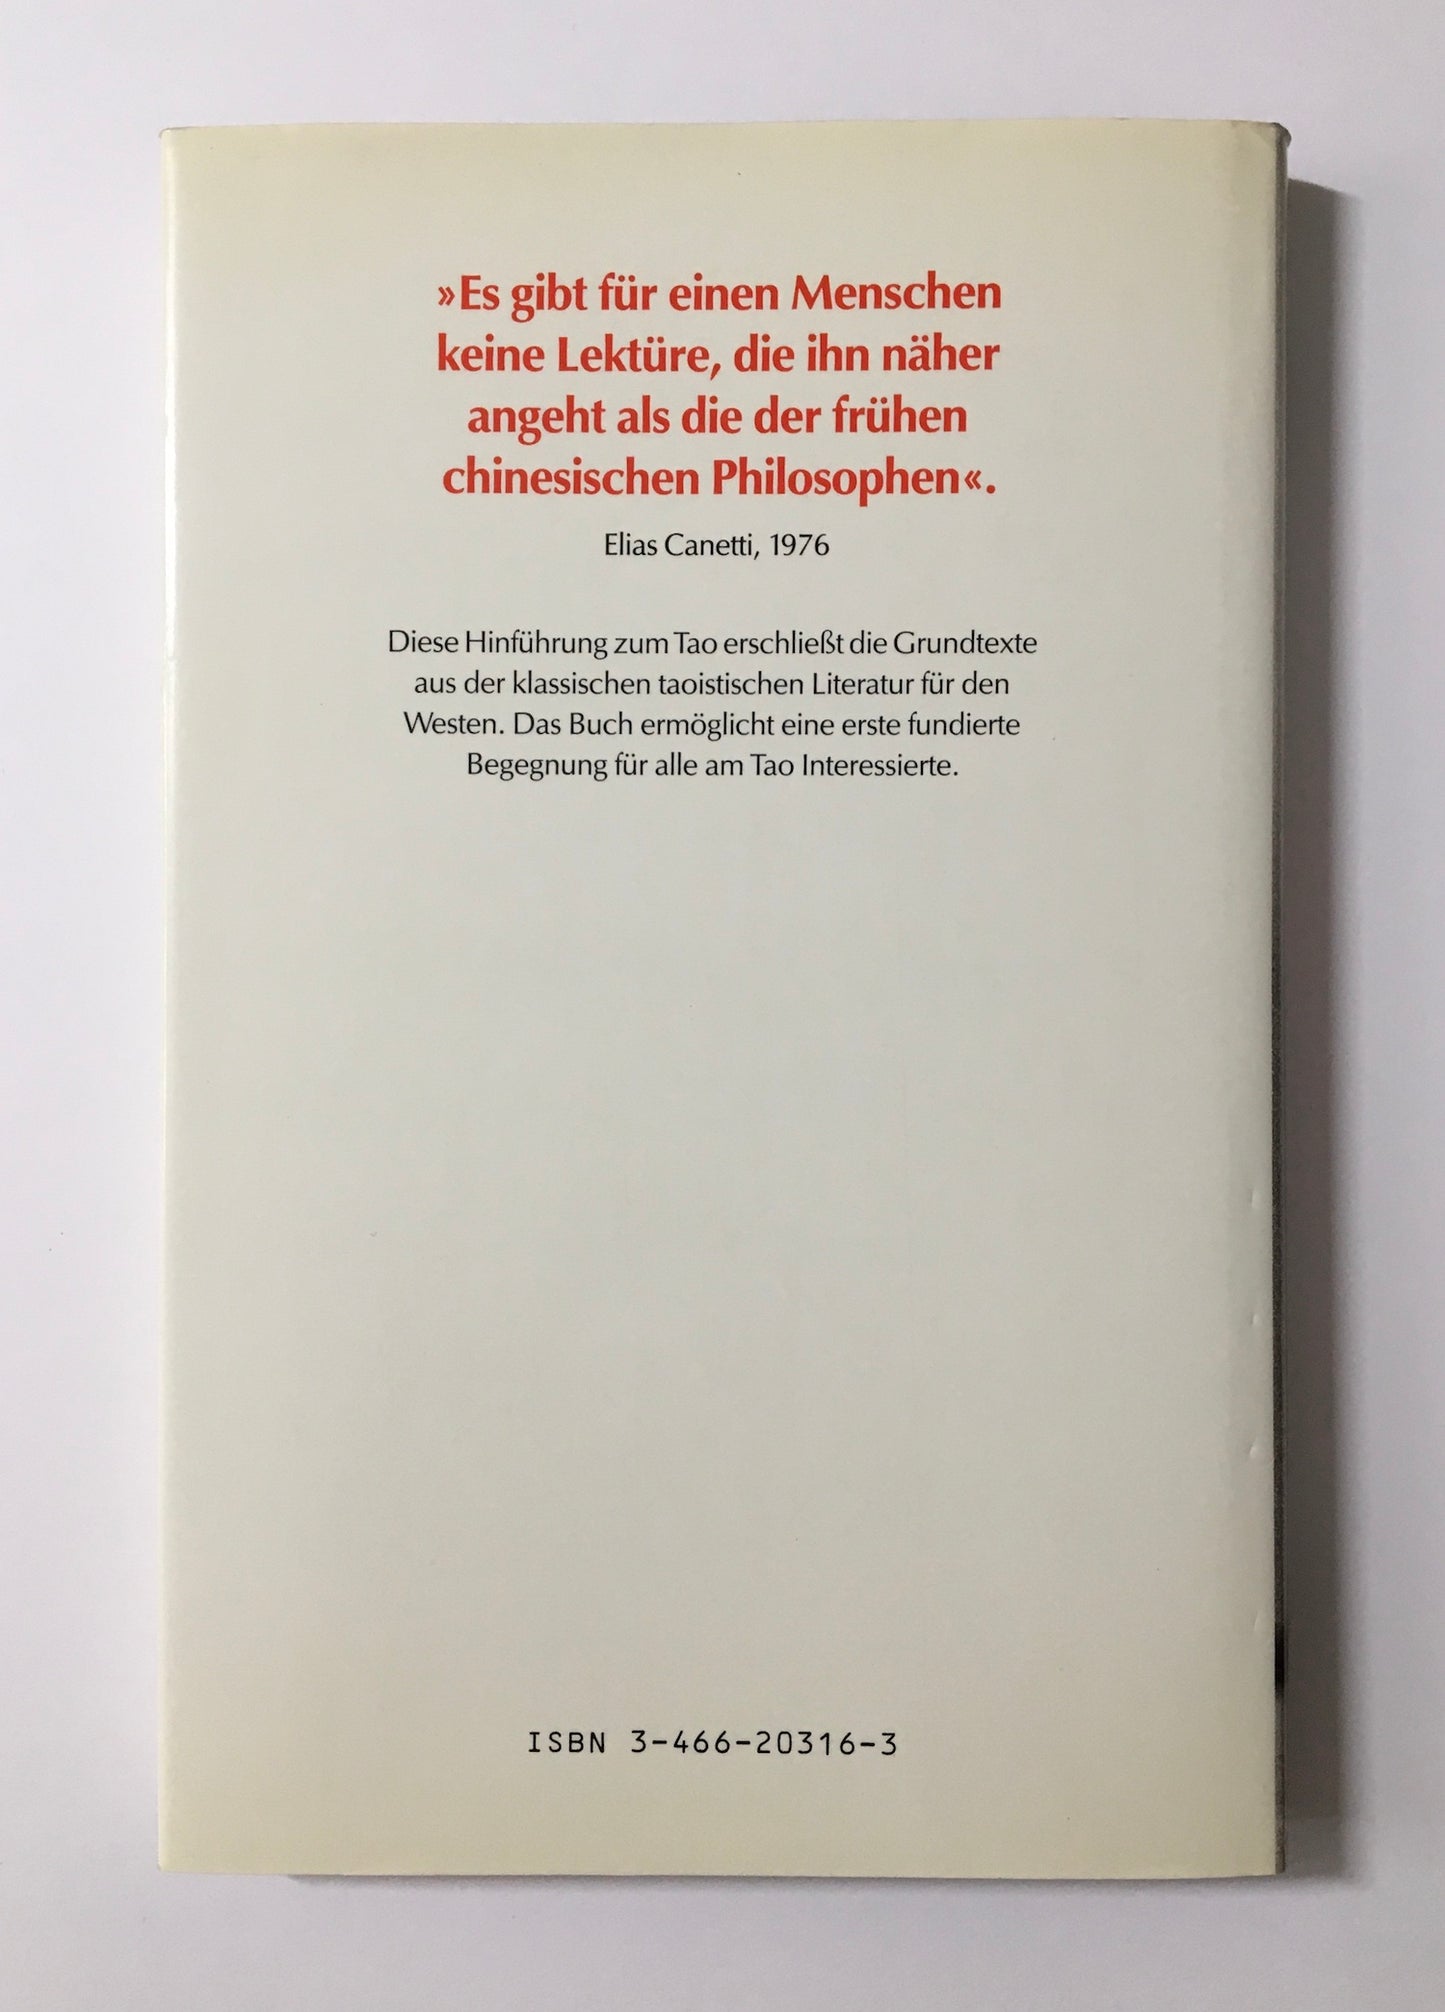 »Es gibt für einen Menschen
keine Lektüre, die ihn näher
angeht als die der frühen
chinesischen Philosophen«.
Elias Canetti, 1976
Diese Hinführung zum Tao erschließt die Grundtexte
aus der klassischen taoistischen Literatur für den
Westen. Das Buch ermöglicht eine erste fundierte
Begegnung für alle am Tao Interessierte.
ISBN 3-466-20316-3